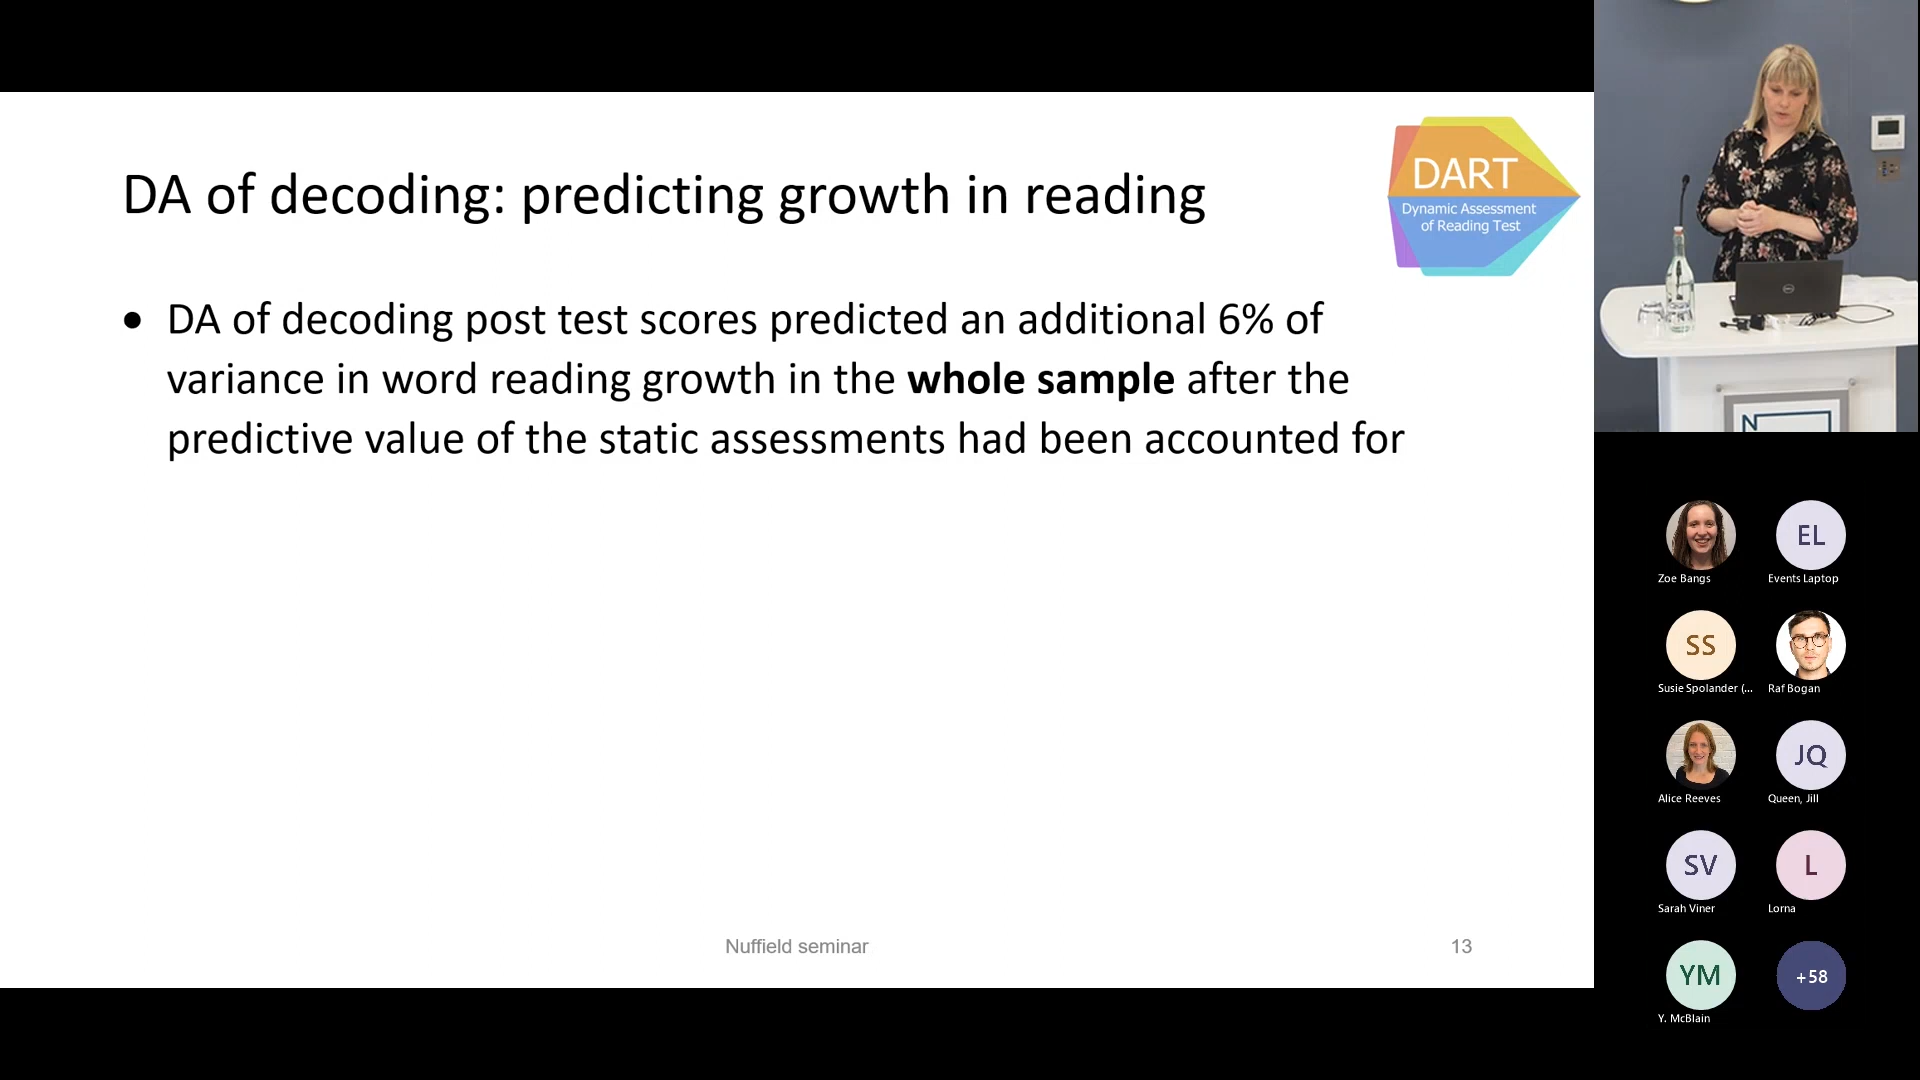 DA of decoding: predicting growth in reading
DART
Dynamic Assessment
of Reading Test
• DA of decoding post test scores predicted an additional 6% of
variance in word reading growth in the whole sample after the
predictive value of the static assessments had been accounted for
Nuffield seminar
13
N
EL
Zoe Bangs
Events Laptop
SS
Susie Spolander (...
Raf Bogan
JQ
Alice Reeves
Queen, Jill
SV
L
Sarah Viner
Lorna
YM
+58
Y. McBlain